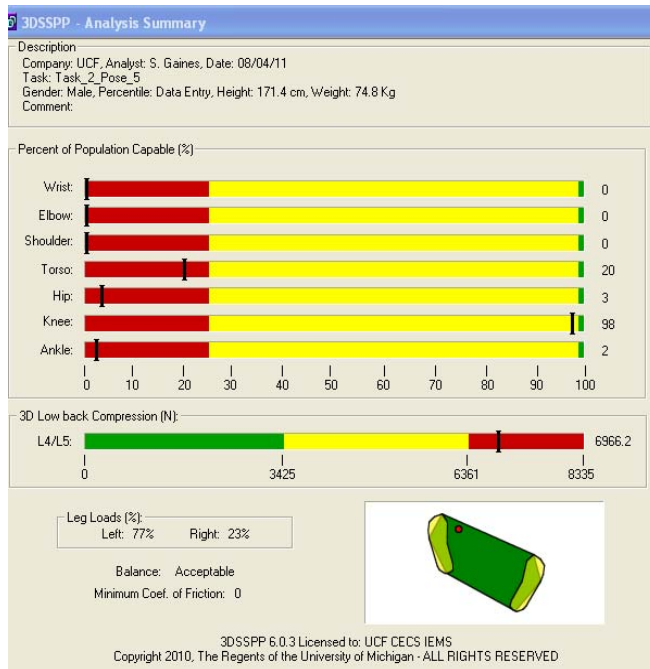 3DSSPP - Analysis Summary
Description
Company: UCF, Analyst: S. Gaines, Date: 08/04/11
Task: Task_2_Pose_5
Gender: Male, Percentile: Data Entry, Height: 171.4 cm, Weight: 74.8 Kg
Comment:
Percent of Population Capable (%)
Wrist: 0
Elbow: 0
Shoulder: 0
Torso: 20
Hip: 3
Knee: 98
Ankle: 2
0 10 20 30 40 50 60 70 80 90 100
3D Low back Compression (N):
L4/L5: 6966.2
0 3425 6361 8335
Leg Loads (%):
Left: 77% Right: 23%
Balance: Acceptable
Minimum Coef. of Friction: 0
3DSSPP 6.0.3 Licensed to: UCF CECS IEMS
Copyright 2010, The Regents of the University of Michigan - ALL RIGHTS RESERVED